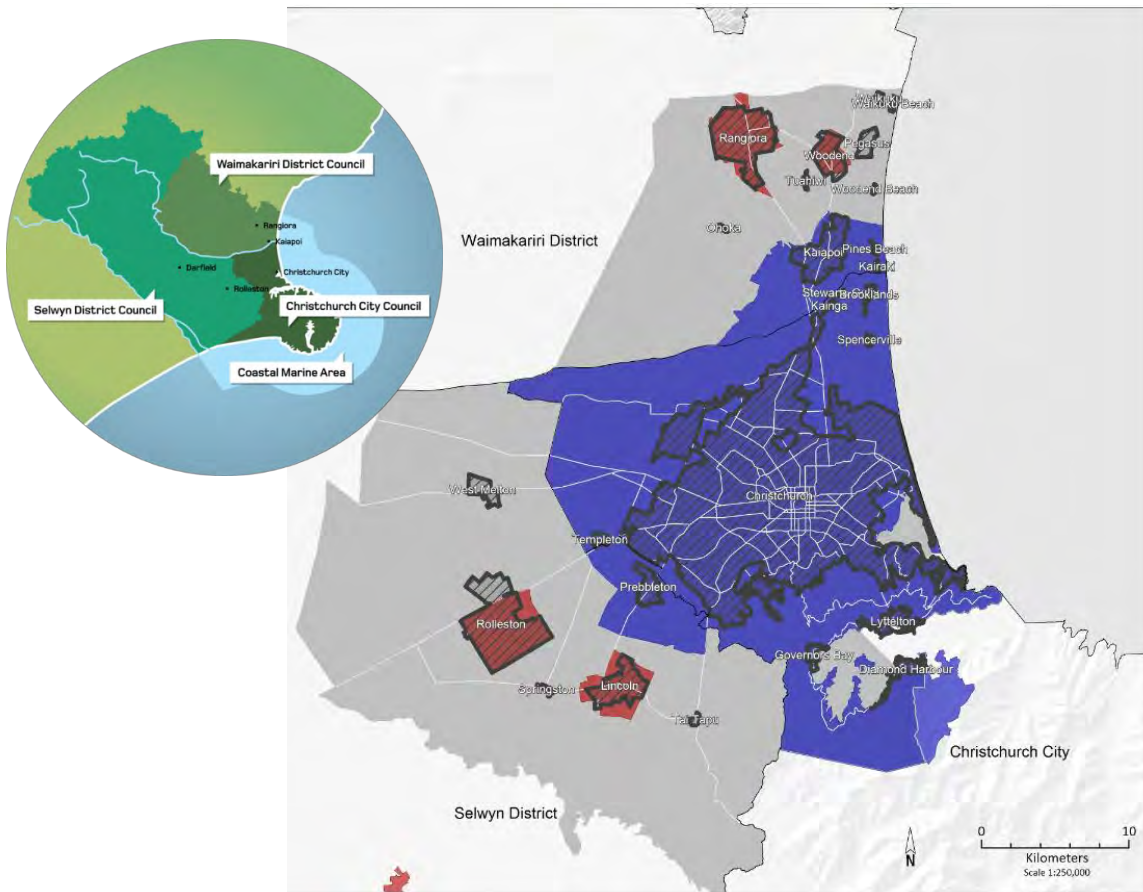 Waimakariri District Council
Rangiora
Kaiapoi
Darfield
Christchurch City
Rolleston
Selwyn District Council
Christchurch City Council
Coastal Marine Area
Waikuku Beach
Rangiora
Pegasus
Woodend
Tuahiwi
Woodend Beach
Ohoka
Waimakariri District
Kaiapoi
Pines Beach
Kairaki
Brooklands
Kainga
Spencerville
West Melton
Christchurch
Templeton
Prebbleton
Rolleston
Lyttelton
Governors Bay
Diamond Harbour
Springston
Lincoln
Tai Tapu
Christchurch City
Selwyn District
0
10
Kilometers
Scale 1:250,000
N